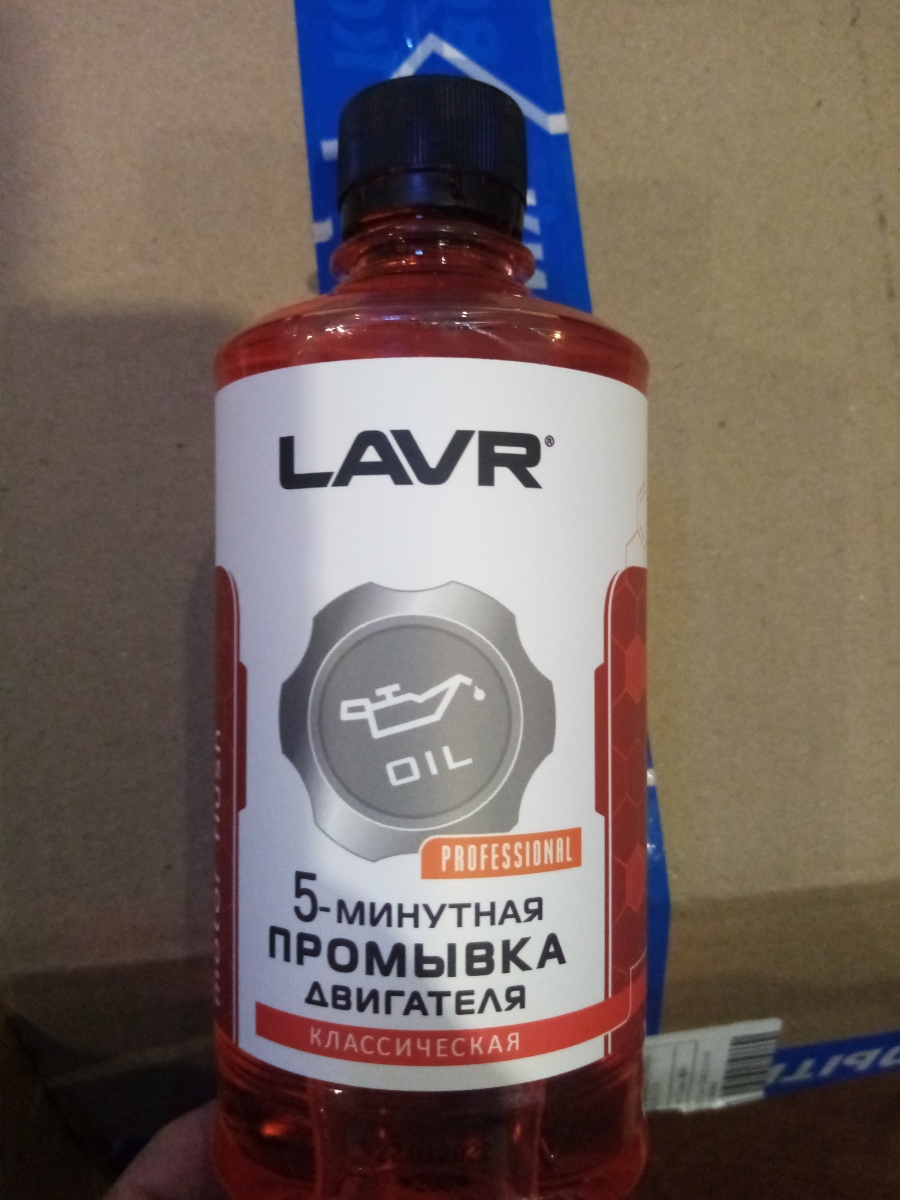 LAVR®
OIL
PROFESSIONAL
5-МИНУТНАЯ
ПРОМЫВКА
ДВИГАТЕЛЯ
КЛАССИЧЕСКАЯ